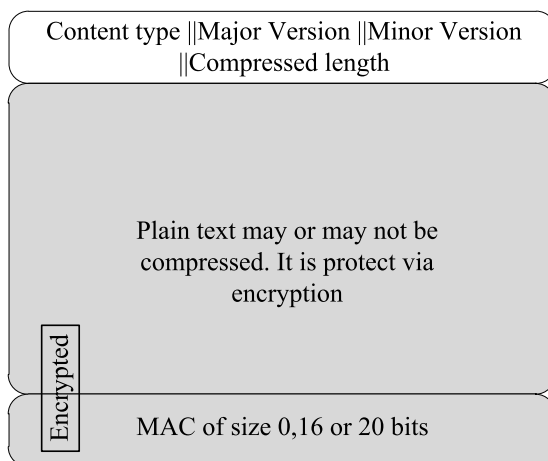 Content type ||Major Version ||Minor Version
||Compressed length
Plain text may or may not be
compressed. It is protect via
encryption
Encrypted
MAC of size 0,16 or 20 bits